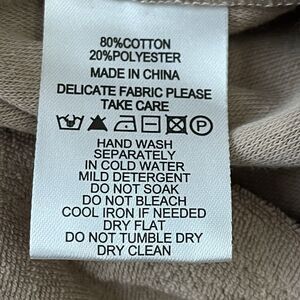 80%COTTON
20%POLYESTER
MADE IN CHINA
DELICATE FABRIC PLEASE
TAKE CARE
HAND WASH
SEPARATELY
IN COLD WATER
MILD DETERGENT
DO NOT SOAK
DO NOT BLEACH
COOL IRON IF NEEDED
DRY FLAT
DO NOT TUMBLE DRY
DRY CLEAN